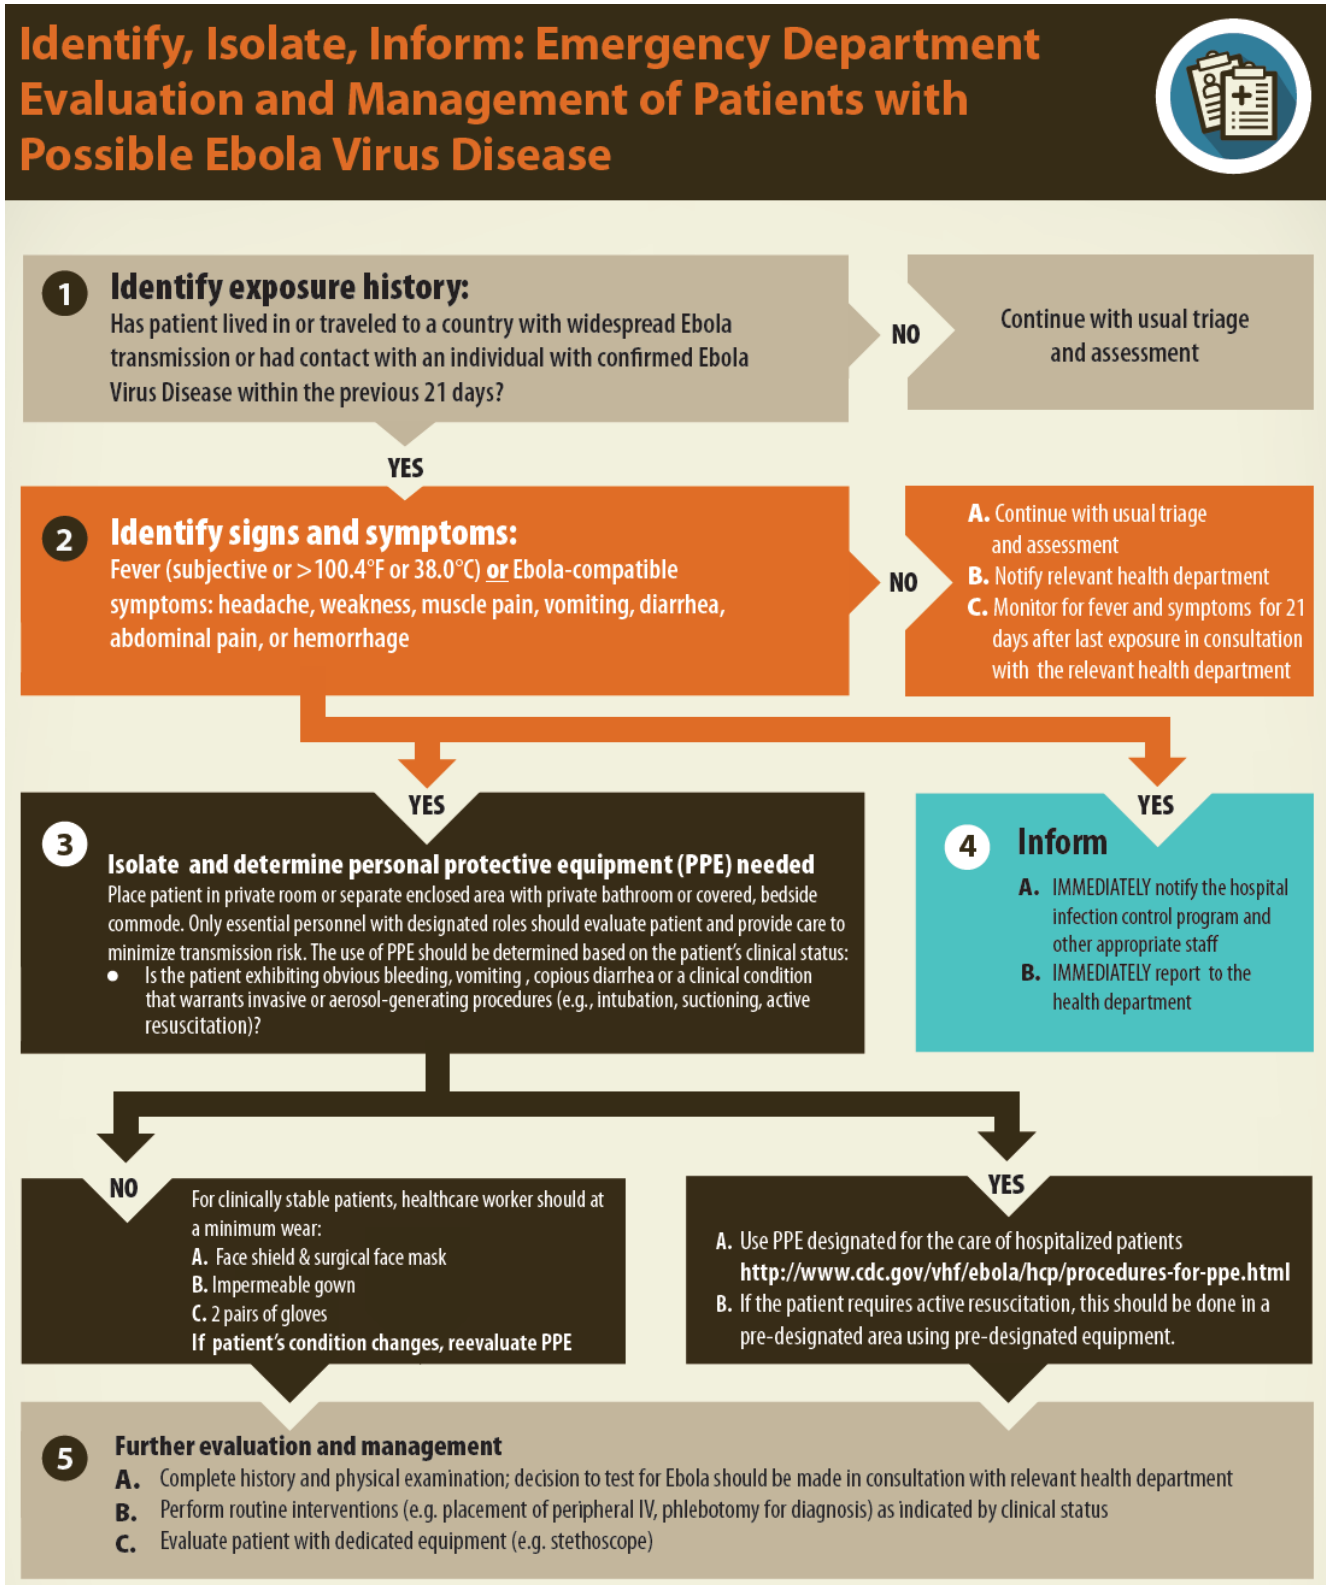 Identify, Isolate, Inform: Emergency Department
Evaluation and Management of Patients with
Possible Ebola Virus Disease
1
Identify exposure history:
Has patient lived in or traveled to a country with widespread Ebola
transmission or had contact with an individual with confirmed Ebola
Virus Disease within the previous 21 days?
NO
Continue with usual triage
and assessment
YES
2
Identify signs and symptoms:
Fever (subjective or >100.4°F or 38.0°C) or Ebola-compatible
symptoms: headache, weakness, muscle pain, vomiting, diarrhea,
abdominal pain, or hemorrhage
NO
A. Continue with usual triage
and assessment
B. Notify relevant health department
C. Monitor for fever and symptoms for 21
days after last exposure in consultation
with the relevant health department
YES
3
Isolate and determine personal protective equipment (PPE) needed
Place patient in private room or separate enclosed area with private bathroom or covered, bedside
commode. Only essential personnel with designated roles should evaluate patient and provide care to
minimize transmission risk. The use of PPE should be determined based on the patient's clinical status:
● Is the patient exhibiting obvious bleeding, vomiting , copious diarrhea or a clinical condition
that warrants invasive or aerosol-generating procedures (e.g., intubation, suctioning, active
resuscitation)?
YES
4
Inform
A. IMMEDIATELY notify the hospital
infection control program and
other appropriate staff
B. IMMEDIATELY report to the
health department
NO
For clinically stable patients, healthcare worker should at
a minimum wear:
A. Face shield & surgical face mask
B. Impermeable gown
C. 2 pairs of gloves
If patient's condition changes, reevaluate PPE
YES
A. Use PPE designated for the care of hospitalized patients
http://www.cdc.gov/vhf/ebola/hcp/procedures-for-ppe.html
B. If the patient requires active resuscitation, this should be done in a
pre-designated area using pre-designated equipment.
5
Further evaluation and management
A. Complete history and physical examination; decision to test for Ebola should be made in consultation with relevant health department
B. Perform routine interventions (e.g. placement of peripheral IV, phlebotomy for diagnosis) as indicated by clinical status
C. Evaluate patient with dedicated equipment (e.g. stethoscope)